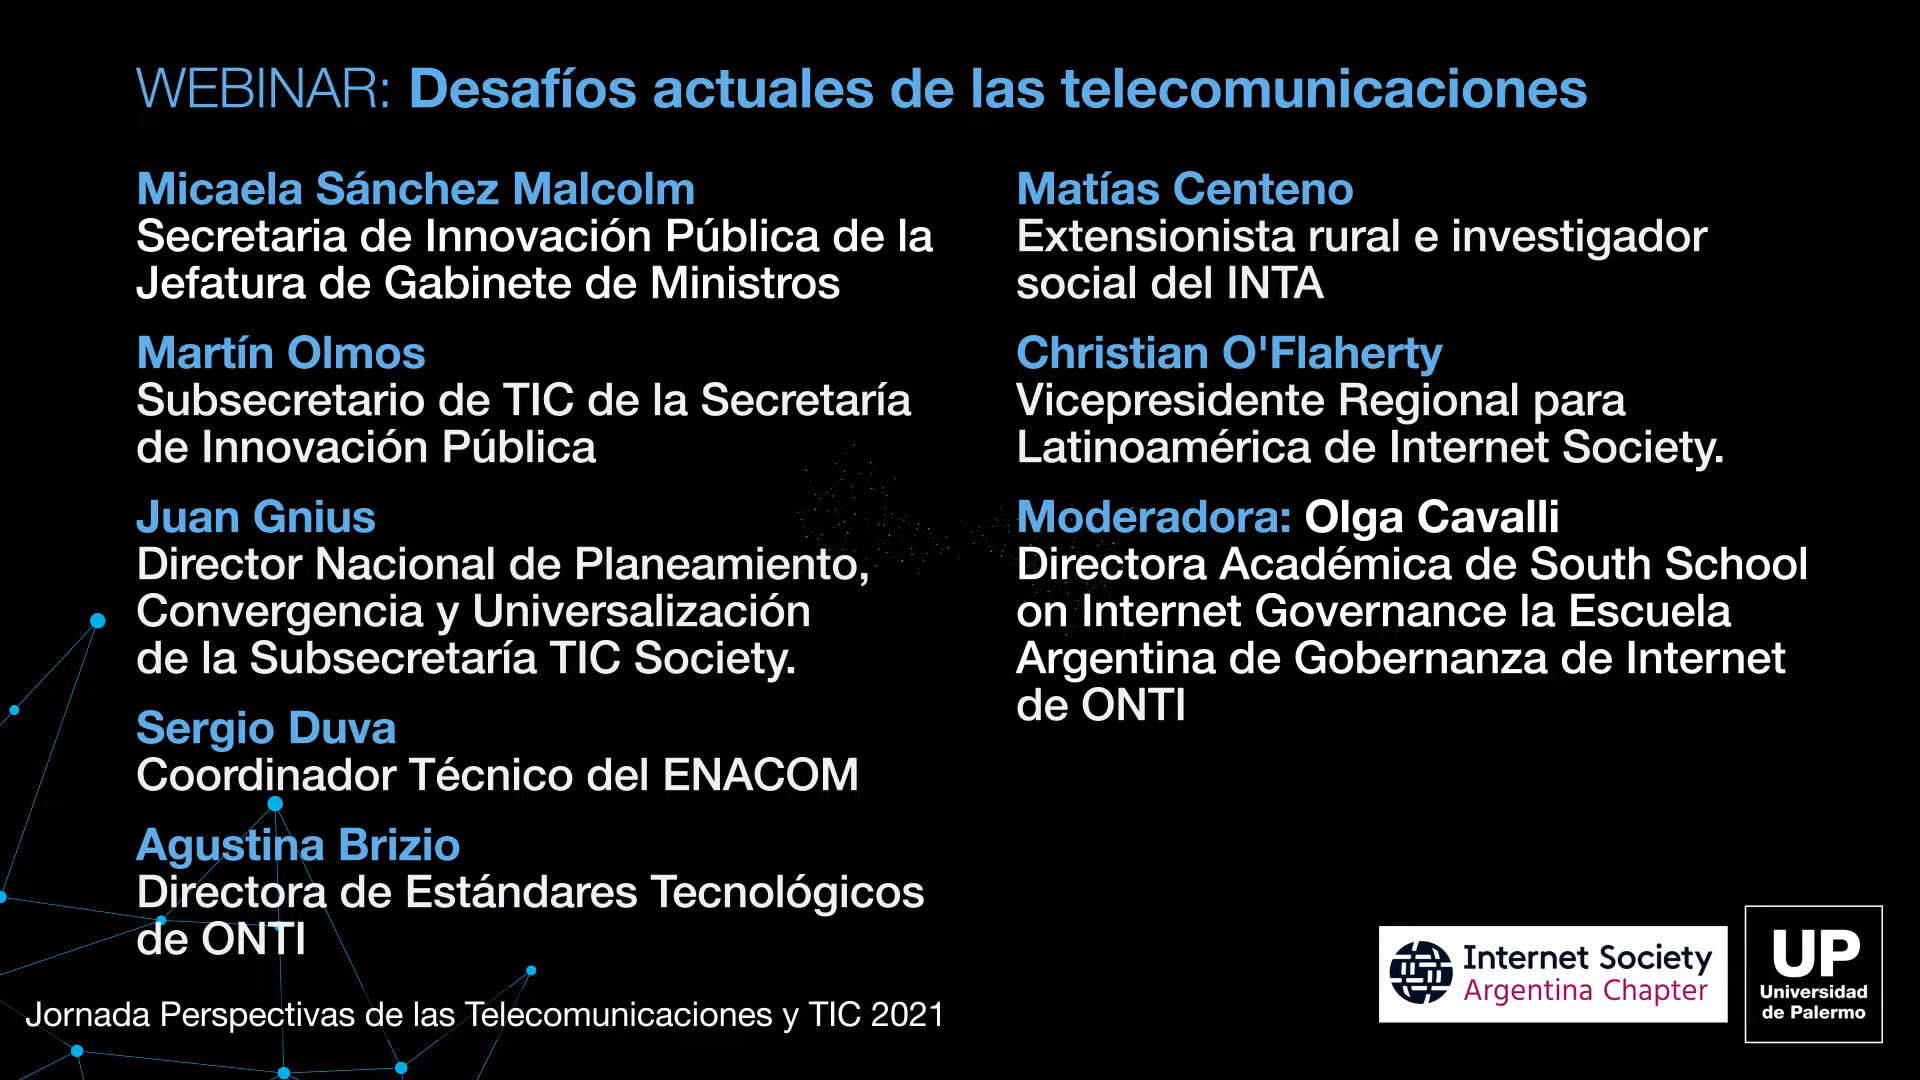 WEBINAR: Desafíos actuales de las telecomunicaciones
Micaela Sánchez Malcolm
Secretaria de Innovación Pública de la
Jefatura de Gabinete de Ministros
Martín Olmos
Subsecretario de TIC de la Secretaría
de Innovación Pública
Juan Gnius
Director Nacional de Planeamiento,
Convergencia y Universalización
de la Subsecretaría TIC Society.
Sergio Duva
Coordinador Técnico del ENACOM
Agustina Brizio
Directora de Estándares Tecnológicos
de ONTI
Matías Centeno
Extensionista rural e investigador
social del INTA
Christian O'Flaherty
Vicepresidente Regional para
Latinoamérica de Internet Society.
Moderadora: Olga Cavalli
Directora Académica de South School
on Internet Governance la Escuela
Argentina de Gobernanza de Internet
de ONTI
Jornada Perspectivas de las Telecomunicaciones y TIC 2021
Internet Society
Argentina Chapter
UP
Universidad
de Palermo